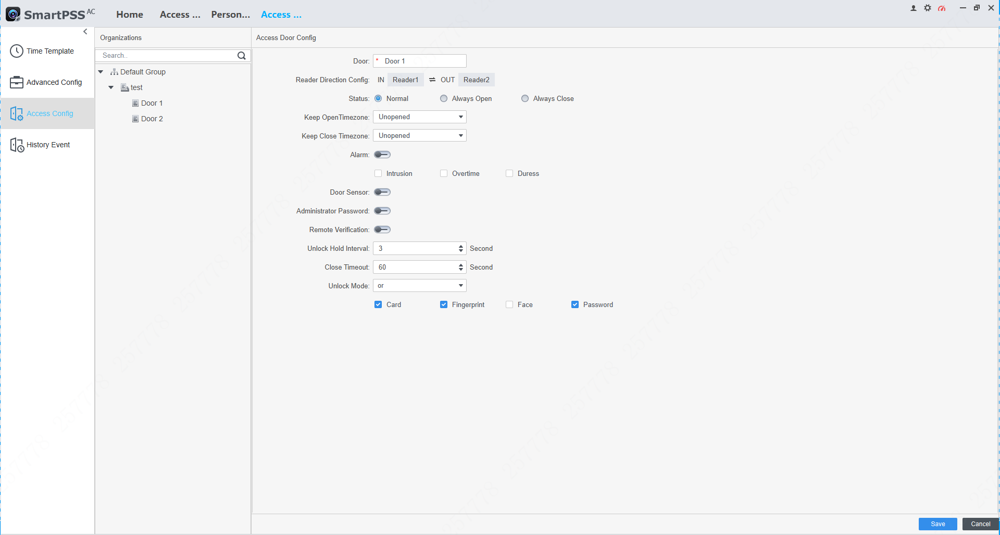 SmartPSS AC
Home
Access ...
Person...
Access ...
Time Template
Advanced Config
Access Config
History Event
Organizations
Search..
Default Group
test
Door 1
Door 2
Access Door Config
Door: * Door 1
Reader Direction Config: IN Reader1 ⇌ OUT Reader2
Status: Normal Always Open Always Close
Keep OpenTimezone: Unopened
Keep Close Timezone: Unopened
Alarm:
Intrusion Overtime Duress
Door Sensor:
Administrator Password:
Remote Verification:
Unlock Hold Interval: 3 Second
Close Timeout: 60 Second
Unlock Mode: or
Card Fingerprint Face Password
Save Cancel
257778